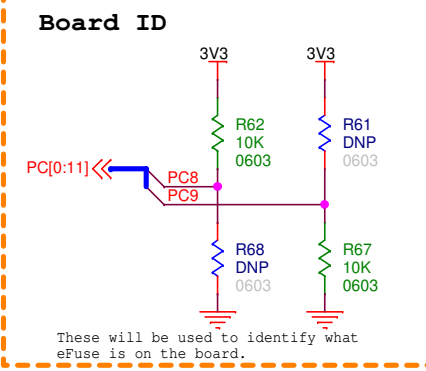 Board ID
3V3
3V3
R62
10K
0603
R61
DNP
0603
PC[0:11]
PC8
PC9
R68
DNP
0603
R67
10K
0603
These will be used to identify what
eFuse is on the board.